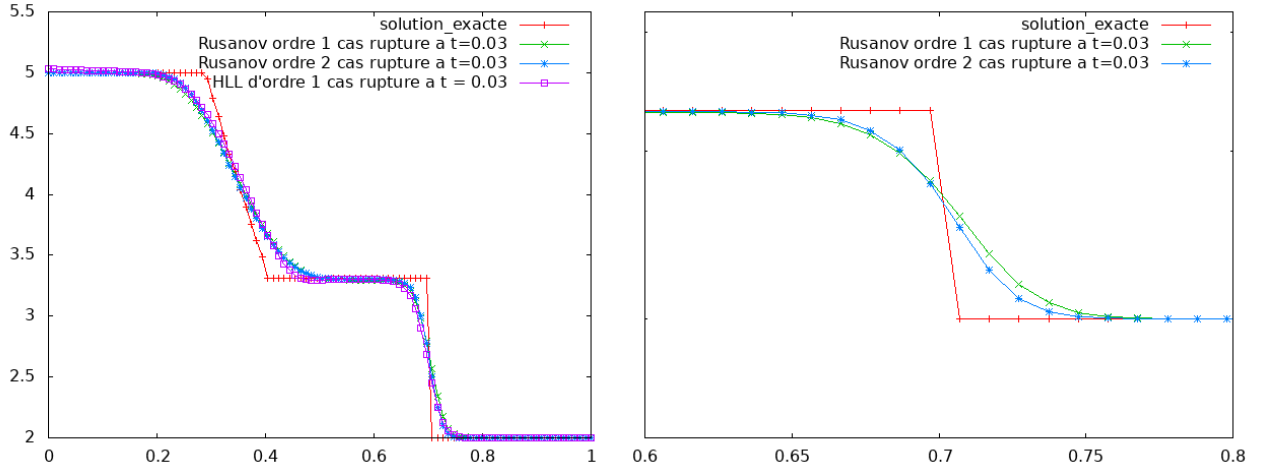 5.5
5
4.5
4
3.5
3
2.5
2
0
0.2
0.4
0.6
0.8
1
solution_exacte
Rusanov ordre 1 cas rupture a t=0.03
Rusanov ordre 2 cas rupture a t=0.03
HLL d'ordre 1 cas rupture a t = 0.03
solution_exacte
Rusanov ordre 1 cas rupture a t=0.03
Rusanov ordre 2 cas rupture a t=0.03
0.6
0.65
0.7
0.75
0.8